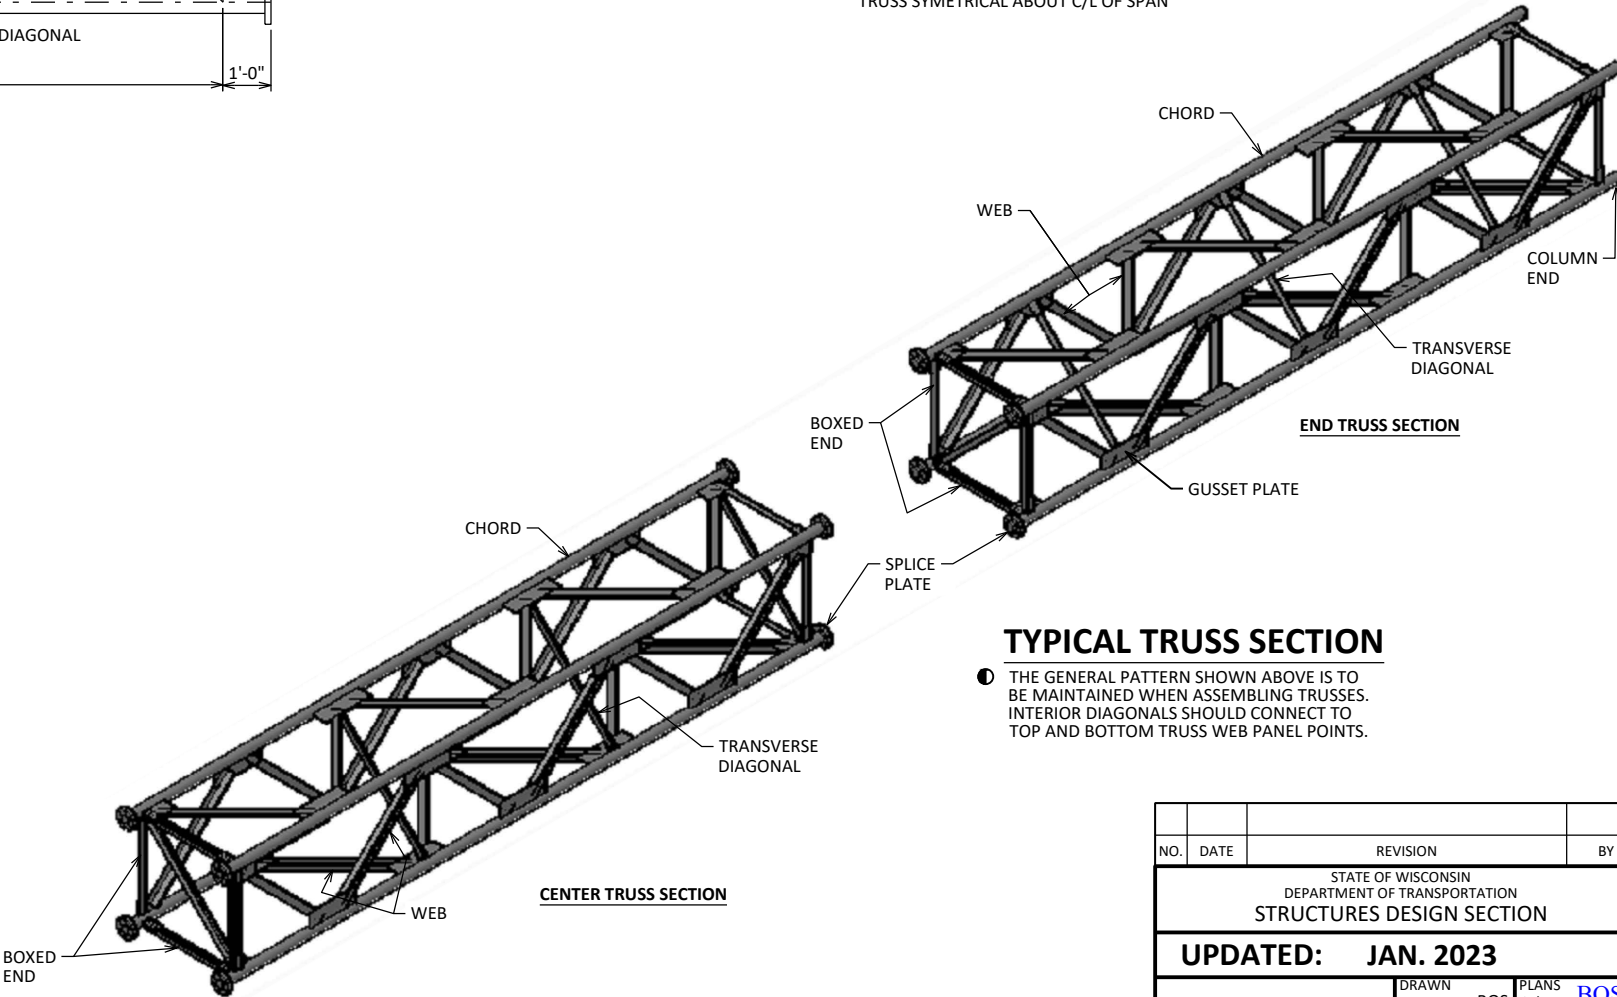 TRUSS SYMETRICAL ABOUT C/L OF SPAN
DIAGONAL
1'-0"
CHORD
WEB
COLUMN
END
TRANSVERSE
DIAGONAL
BOXED
END
END TRUSS SECTION
GUSSET PLATE
CHORD
SPLICE
PLATE
TYPICAL TRUSS SECTION
THE GENERAL PATTERN SHOWN ABOVE IS TO
BE MAINTAINED WHEN ASSEMBLING TRUSSES.
INTERIOR DIAGONALS SHOULD CONNECT TO
TOP AND BOTTOM TRUSS WEB PANEL POINTS.
TRANSVERSE
DIAGONAL
CENTER TRUSS SECTION
WEB
BOXED
END
NO. DATE REVISION BY
STATE OF WISCONSIN
DEPARTMENT OF TRANSPORTATION
STRUCTURES DESIGN SECTION
UPDATED: JAN. 2023
DRAWN PLANS
BOS